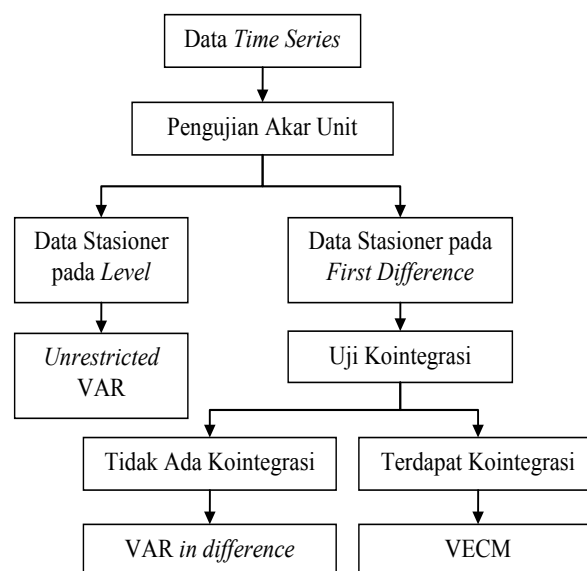 Data Time Series
Pengujian Akar Unit
Data Stasioner
pada Level
Data Stasioner pada
First Difference
Unrestricted
VAR
Uji Kointegrasi
Tidak Ada Kointegrasi
Terdapat Kointegrasi
VAR in difference
VECM